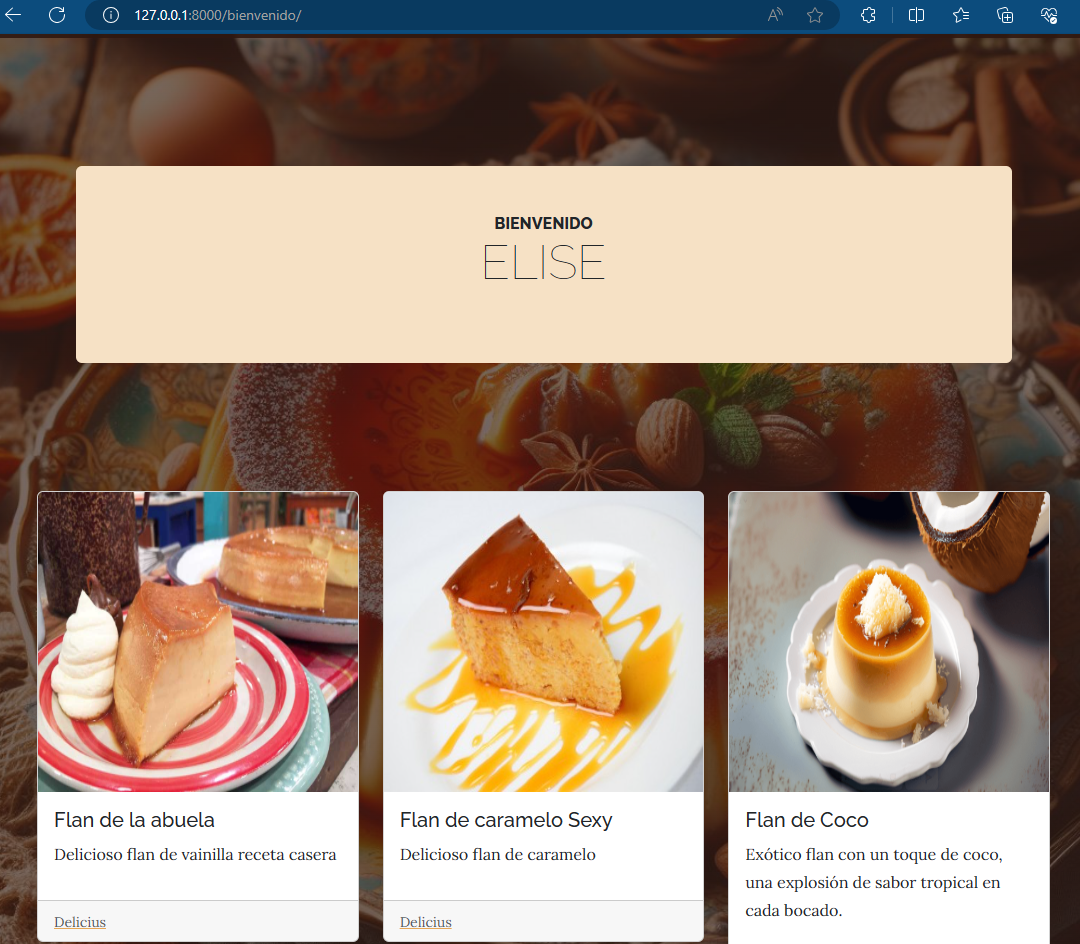 127.0.0.1:8000/bienvenido/
BIENVENIDO
ELISE
Flan de la abuela
Delicioso flan de vainilla receta casera
Delicius
Flan de caramelo Sexy
Delicioso flan de caramelo
Delicius
Flan de Coco
Exótico flan con un toque de coco,
una explosión de sabor tropical en
cada bocado.